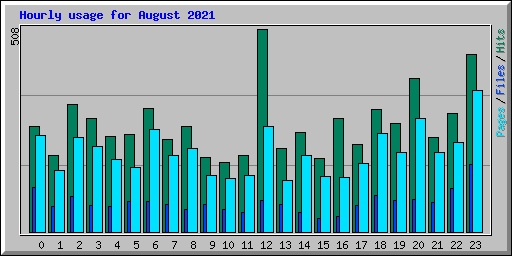 Hourly usage for August 2021
508
Pages/Files/Hits
0 1 2 3 4 5 6 7 8 9 10 11 12 13 14 15 16 17 18 19 20 21 22 23